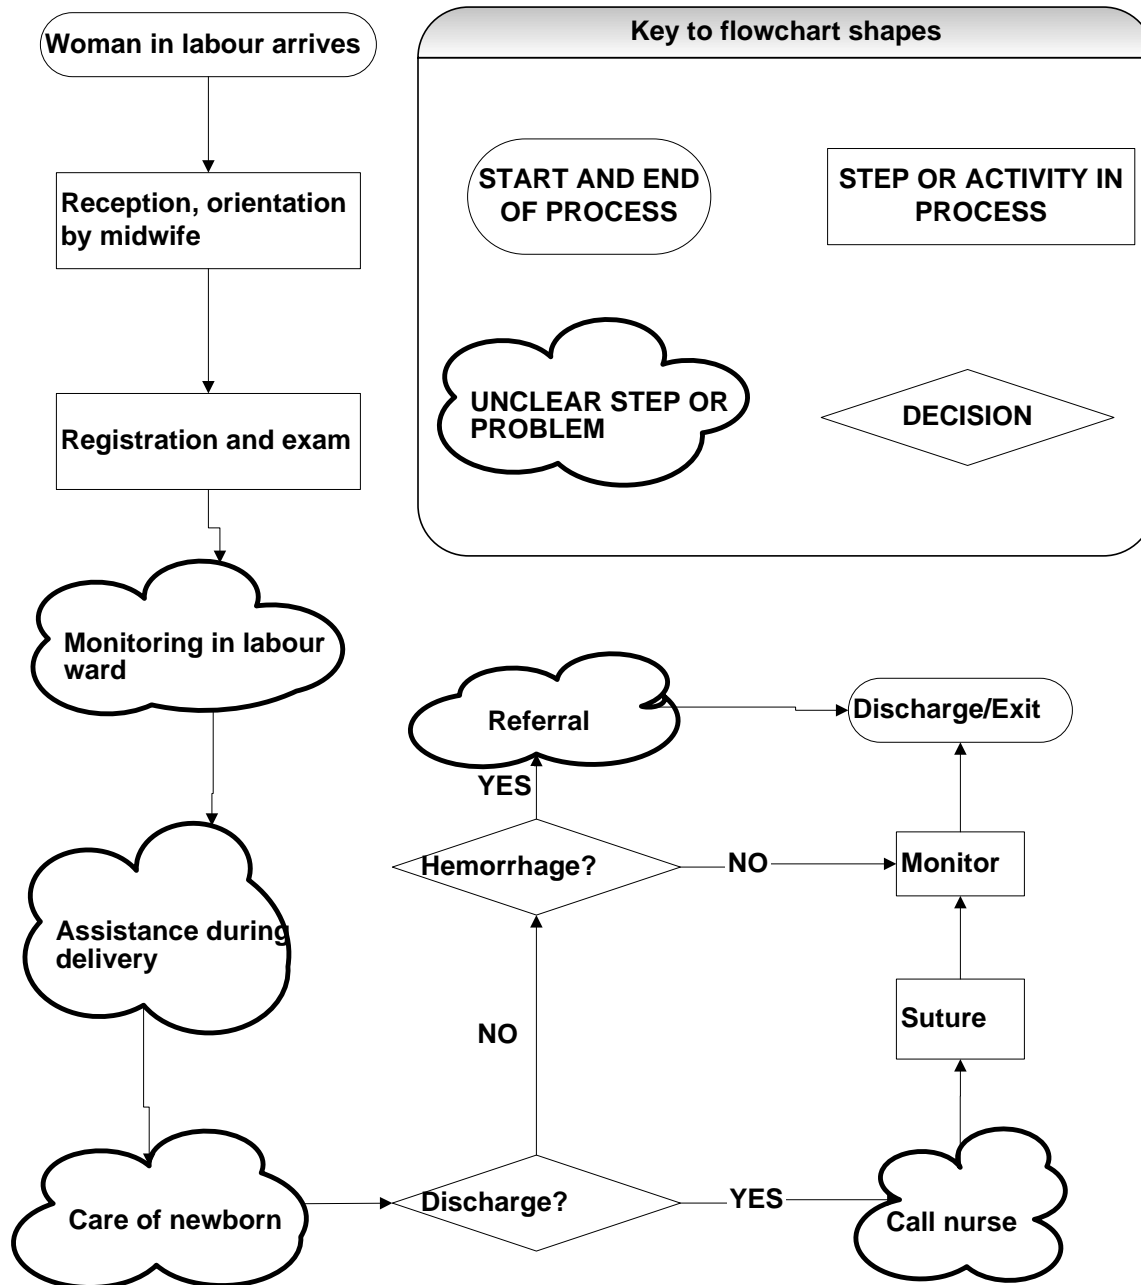 Woman in labour arrives
Key to flowchart shapes
START AND END
OF PROCESS
STEP OR ACTIVITY IN
PROCESS
Reception, orientation
by midwife
UNCLEAR STEP OR
PROBLEM
DECISION
Registration and exam
Monitoring in labour
ward
Referral
Discharge/Exit
YES
Hemorrhage?
NO
Monitor
Assistance during
delivery
Suture
NO
Care of newborn
Discharge?
YES
Call nurse